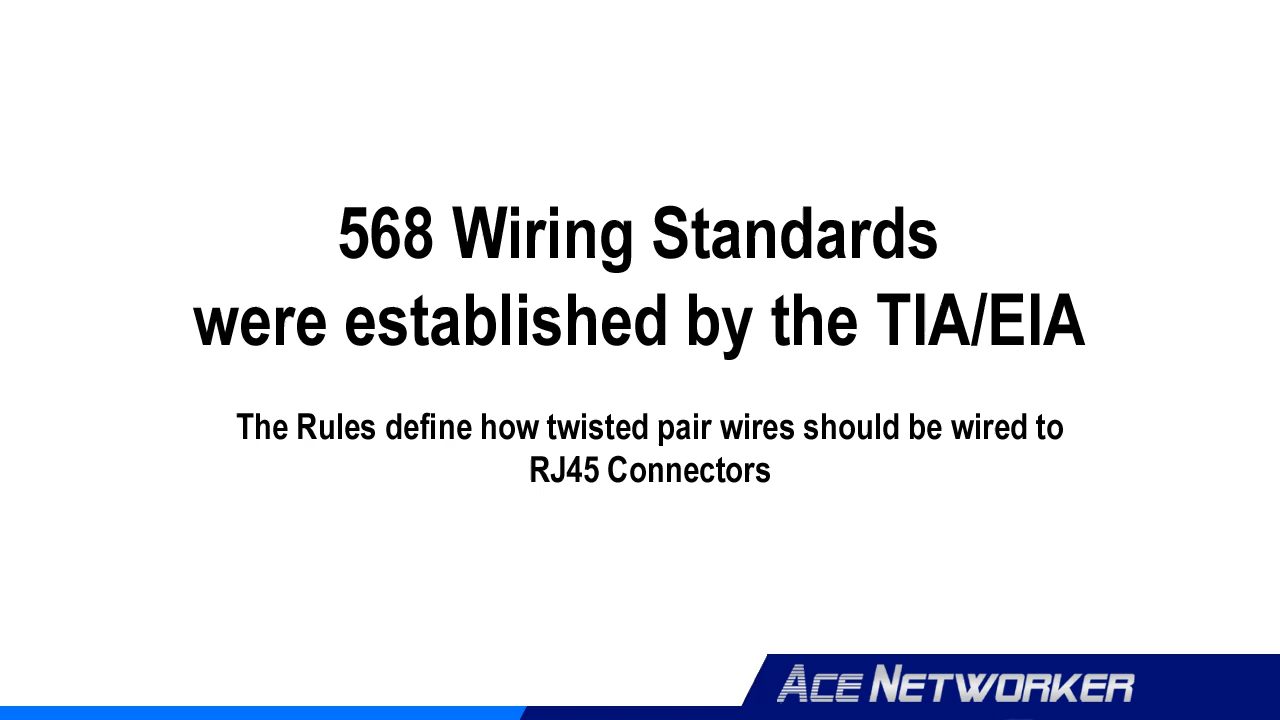 568 Wiring Standards
were established by the TIA/EIA
The Rules define how twisted pair wires should be wired to
RJ45 Connectors
ACE NETWORKER